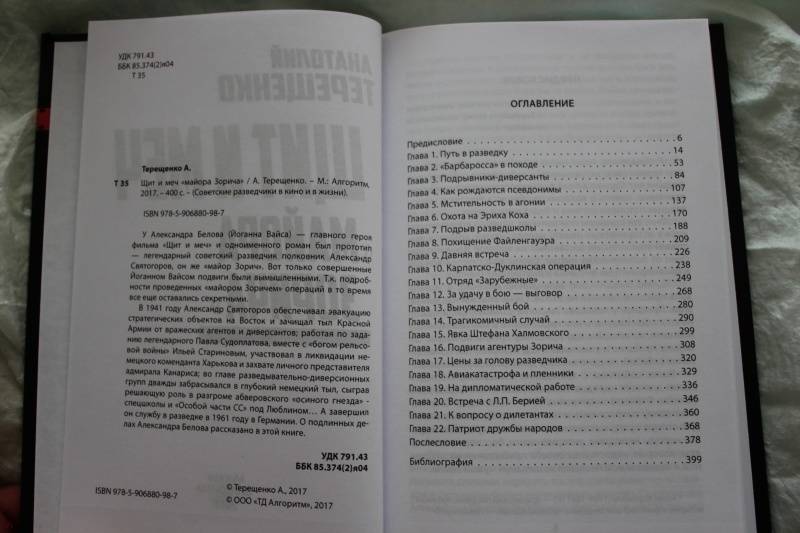 УДК 791.43
ББК 85.374(2)я04
Т 35
Терещенко А.
Т 35 Щит и меч «майора Зорича» / А. Терещенко. – М.: Алгоритм,
2017. – 400 с. – (Советские разведчики в кино и в жизни).
ISBN 978-5-906880-98-7
У Александра Белова (Йоганна Вайса) — главного героя
фильма «Щит и меч» и одноименного роман был прототип
— легендарный советский разведчик полковник Александр
Святогоров, он же «майор Зорич». Вот только совершенные
Йоганном Вайсом подвиги были вымышленными. Т.к. подроб-
ности проведенных «майором Зоричем» операций в то время
все еще оставались секретными.
В 1941 году Александр Святогоров обеспечивал эвакуацию
стратегических объектов на Восток и защищал тыл Красной
Армии от вражеских агентов и диверсантов; работая по зада-
нию легендарного Павла Судоплатова, вместе с «богом рельсо-
вой войны» Ильей Стариновым, участвовал в ликвидации не-
мецкого коменданта Харькова и захвате личного представителя
адмирала Канариса; во главе разведывательно-диверсионных
групп дважды забрасывался в глубокий немецкий тыл, сыграв
решающую роль в разгроме абверовского «осиного гнезда» -
спецшколы и «Особой части СС» под Люблином... А завершил
он службу в разведке в 1961 году в Германии. О подлинных де-
лах Александра Белова рассказано в этой книге.
УДК 791.43
ББК 85.374(2)я04
ISBN 978-5-906880-98-7
© Терещенко А., 2017
© ООО «ТД Алгоритм», 2017
АНАТОЛИЙ
ТЕРЕЩЕНКО
ЩИТ И МЕЧ
МАЙОРА
ОГЛАВЛЕНИЕ
Предисловие . . . 6
Глава 1. Путь в разведку . . . 14
Глава 2. «Барбаросса» в походе . . . 53
Глава 3. Подрывники-диверсанты . . . 84
Глава 4. Как рождаются псевдонимы . . . 107
Глава 5. Мстительность в агонии . . . 137
Глава 6. Охота на Эриха Коха . . . 170
Глава 7. Подрыв разведшколы . . . 188
Глава 8. Похищение Файленгауэра . . . 209
Глава 9. Давняя встреча . . . 226
Глава 10. Карпатско-Дуклинская операция . . . 238
Глава 11. Отряд «Зарубежные» . . . 249
Глава 12. За удачу в бою — выговор . . . 268
Глава 13. Вынужденный бой . . . 280
Глава 14. Трагикомичный случай . . . 290
Глава 15. Явка Штефана Халмовского . . . 299
Глава 16. Подвиги агентуры Зорича . . . 308
Глава 17. Цены за голову разведчика . . . 320
Глава 18. Авиакатастрофа и пленники . . . 329
Глава 19. На дипломатической работе . . . 336
Глава 20. Встреча с Л.П. Берией . . . 346
Глава 21. К вопросу о дилетантах . . . 360
Глава 22. Патриот дружбы народов . . . 368
Послесловие . . . 378
Библиография . . . 399